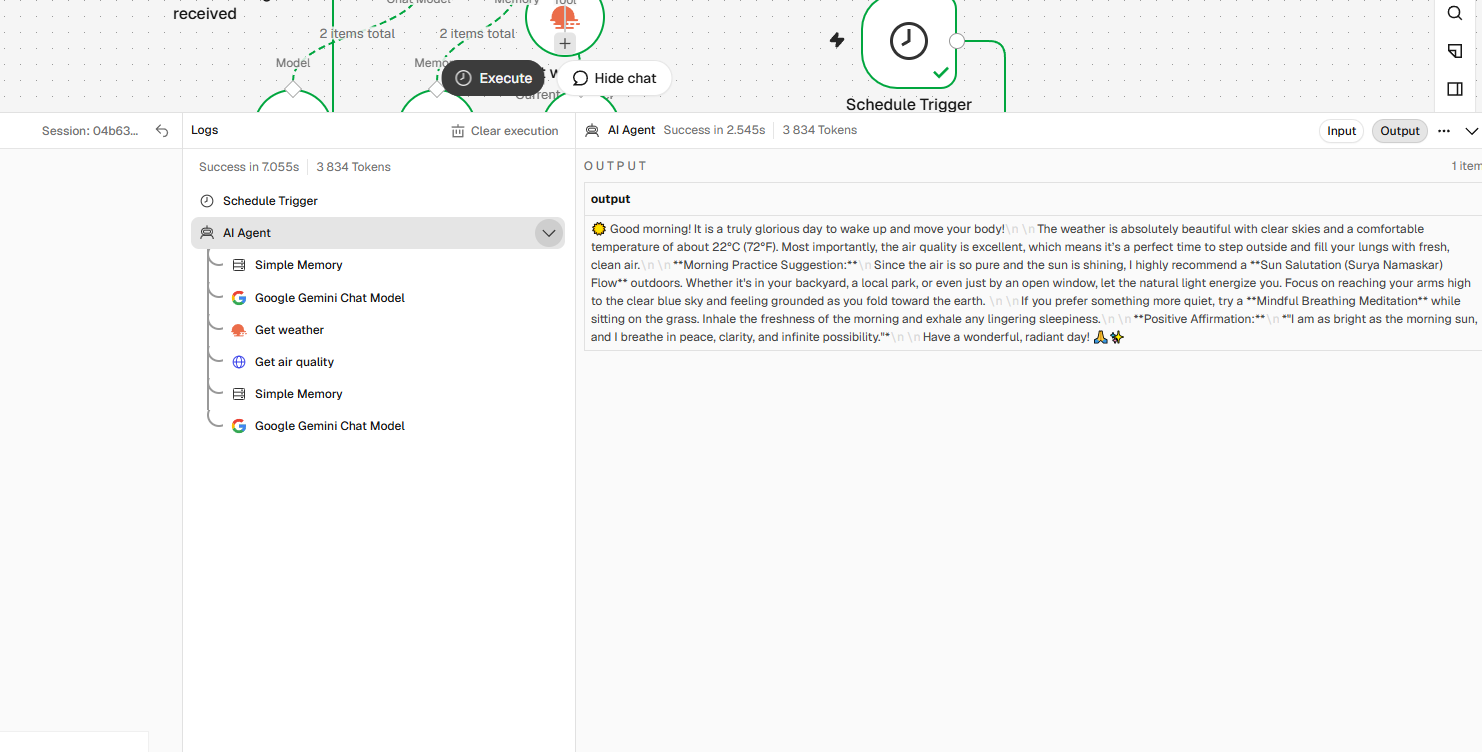 received
Chat Model
Memory
Tool
2 items total
2 items total
Model
Execute
Hide chat
Schedule Trigger
Session: 04b63...
Logs
Clear execution
AI Agent Success in 2.545s 3 834 Tokens
Input
Output
Success in 7.055s 3 834 Tokens
OUTPUT
1 item
Schedule Trigger
output
AI Agent
🌞 Good morning! It is a truly glorious day to wake up and move your body!\n \n The weather is absolutely beautiful with clear skies and a comfortable
temperature of about 22°C (72°F). Most importantly, the air quality is excellent, which means it's a perfect time to step outside and fill your lungs with fresh,
clean air.\n \n **Morning Practice Suggestion:**\n Since the air is so pure and the sun is shining, I highly recommend a **Sun Salutation (Surya Namaskar)
Flow** outdoors. Whether it's in your backyard, a local park, or even just by an open window, let the natural light energize you. Focus on reaching your arms high
to the clear blue sky and feeling grounded as you fold toward the earth. \n \n If you prefer something more quiet, try a **Mindful Breathing Meditation** while
sitting on the grass. Inhale the freshness of the morning and exhale any lingering sleepiness.\n \n **Positive Affirmation:**\n *"I am as bright as the morning sun,
and I breathe in peace, clarity, and infinite possibility."*\n \n Have a wonderful, radiant day! 🙏✨
Simple Memory
Google Gemini Chat Model
Get weather
Get air quality
Simple Memory
Google Gemini Chat Model